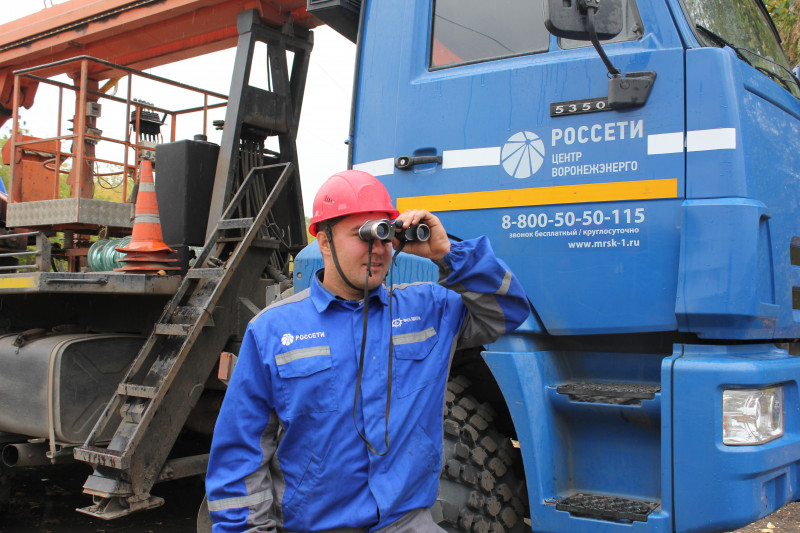 5350
РОССЕТИ
ЦЕНТР
ВОРОНЕЖЭНЕРГО
8-800-50-50-115
звонок бесплатный / круглосуточно
www.mrsk-1.ru
РОССЕТИ